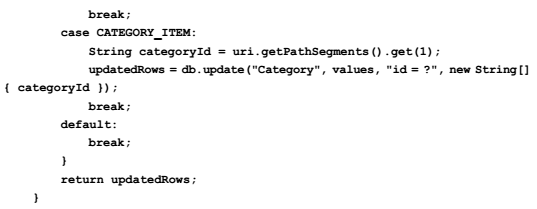 break;
        case CATEGORY_ITEM:
            String categoryId = uri.getPathSegments().get(1);
            updatedRows = db.update("Category", values, "id = ?", new String[]
{ categoryId });
            break;
        default:
            break;
        }
        return updatedRows;
    }